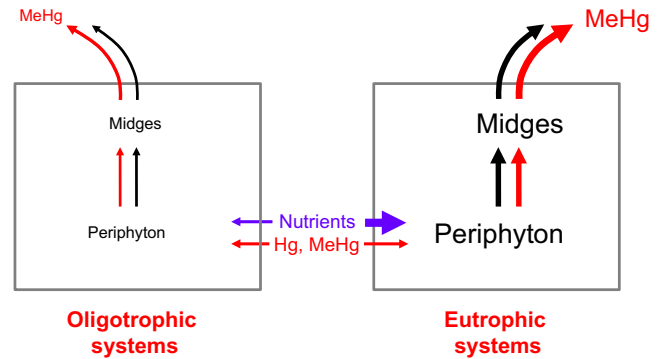 MeHg
MeHg
Midges
Midges
Nutrients
Periphyton
Periphyton
Hg, MeHg
Oligotrophic
systems
Eutrophic
systems